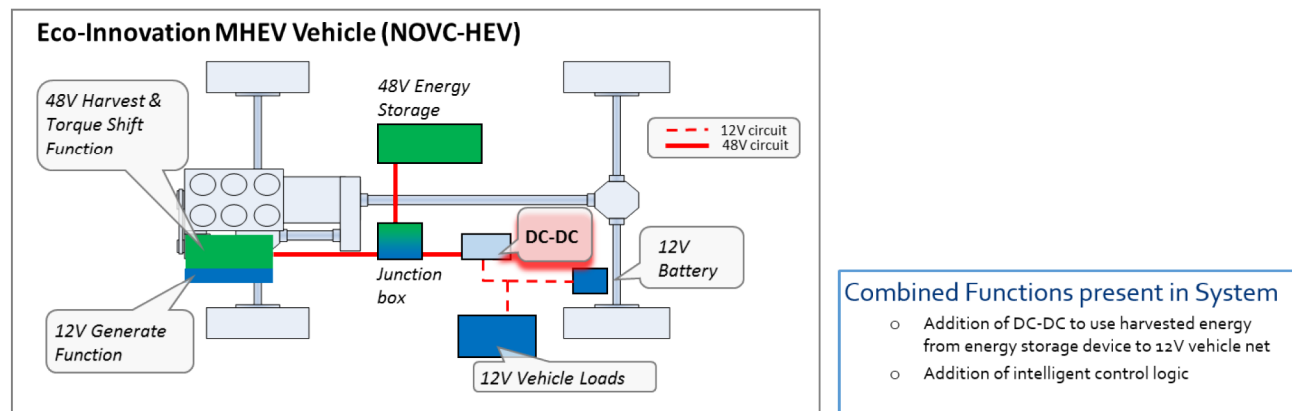 Eco-Innovation MHEV Vehicle (NOVC-HEV)
48V Harvest &
Torque Shift
Function
48V Energy
Storage
12V circuit
48V circuit
DC-DC
12V
Battery
Junction
box
12V Generate
Function
12V Vehicle Loads
Combined Functions present in System
o Addition of DC-DC to use harvested energy
from energy storage device to 12V vehicle net
o Addition of intelligent control logic